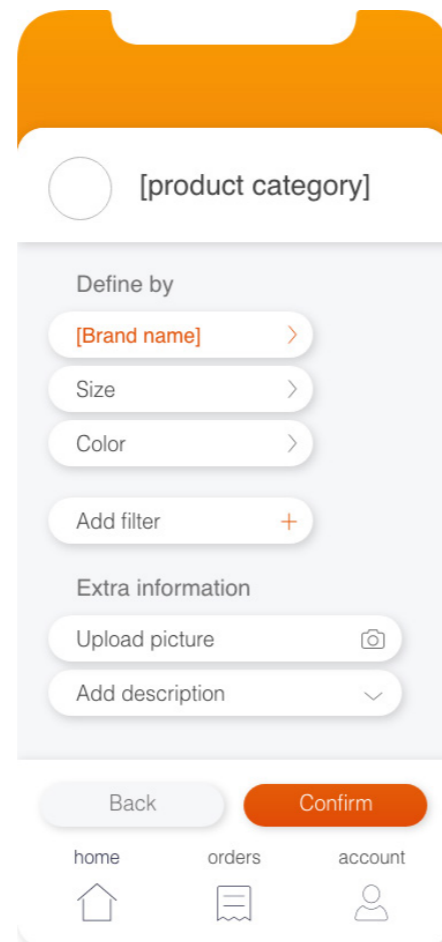 [product category]
Define by
[Brand name]
Size
Color
Add filter
Extra information
Upload picture
Add description
Back Confirm
home orders account